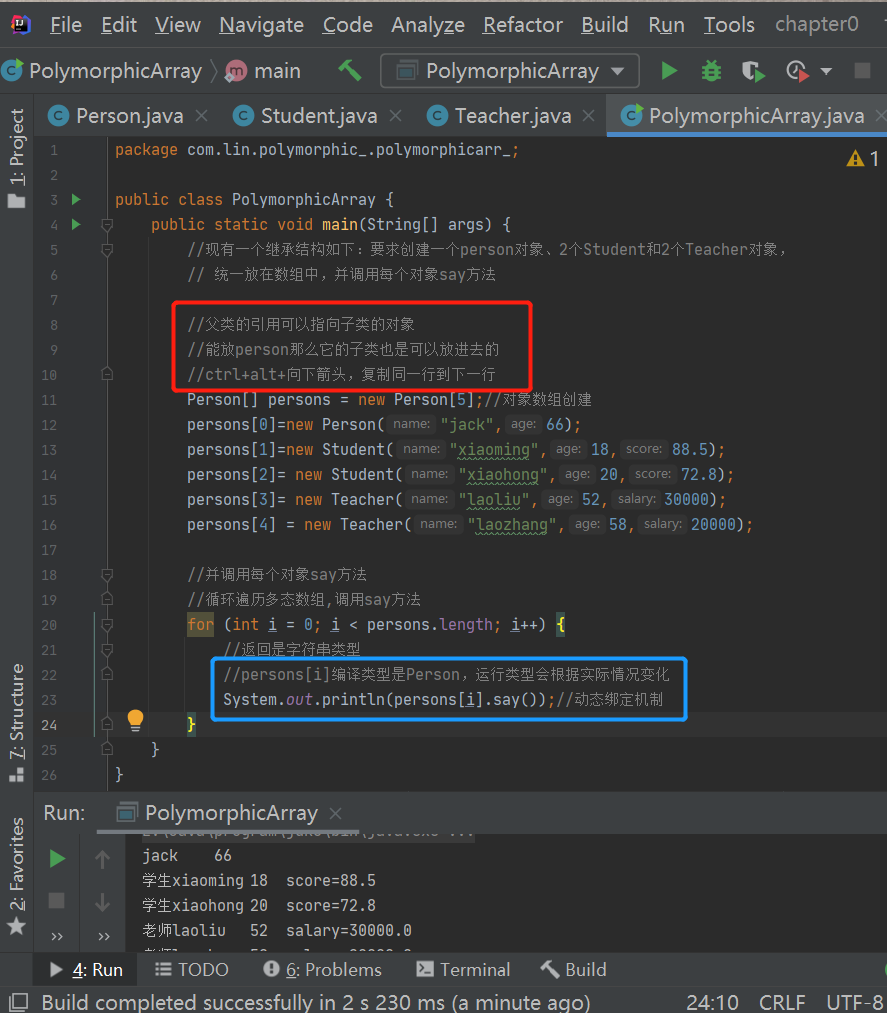 File Edit View Navigate Code Analyze Refactor Build Run Tools chapter0
PolymorphicArray main PolymorphicArray
Person.java Student.java Teacher.java PolymorphicArray.java
1: Project
7: Structure
2: Favorites
1
1 package com.lin.polymorphic_.polymorphicarr_;
2
3 public class PolymorphicArray {
4 public static void main(String[] args) {
5 //现有一个继承结构如下：要求创建一个person对象、2个Student和2个Teacher对象，
6 // 统一放在数组中，并调用每个对象say方法
7
8 //父类的引用可以指向子类的对象
9 //能放person那么它的子类也是可以放进去的
10 //ctrl+alt+向下箭头，复制同一行到下一行
11 Person[] persons = new Person[5];//对象数组创建
12 persons[0]=new Person( name: "jack", age: 66);
13 persons[1]=new Student( name: "xiaoming", age: 18, score: 88.5);
14 persons[2]= new Student( name: "xiaohong", age: 20, score: 72.8);
15 persons[3]= new Teacher( name: "laoliu", age: 52, salary: 30000);
16 persons[4] = new Teacher( name: "laozhang", age: 58, salary: 20000);
17
18 //并调用每个对象say方法
19 //循环遍历多态数组,调用say方法
20 for (int i = 0; i < persons.length; i++) {
21 //返回是字符串类型
22 //persons[i]编译类型是Person，运行类型会根据实际情况变化
23 System.out.println(persons[i].say());//动态绑定机制
24 }
25 }
26 }
Run: PolymorphicArray
jack 66
学生xiaoming 18 score=88.5
学生xiaohong 20 score=72.8
老师laoliu 52 salary=30000.0
4: Run TODO 6: Problems Terminal Build
Build completed successfully in 2 s 230 ms (a minute ago) 24:10 CRLF UTF-8